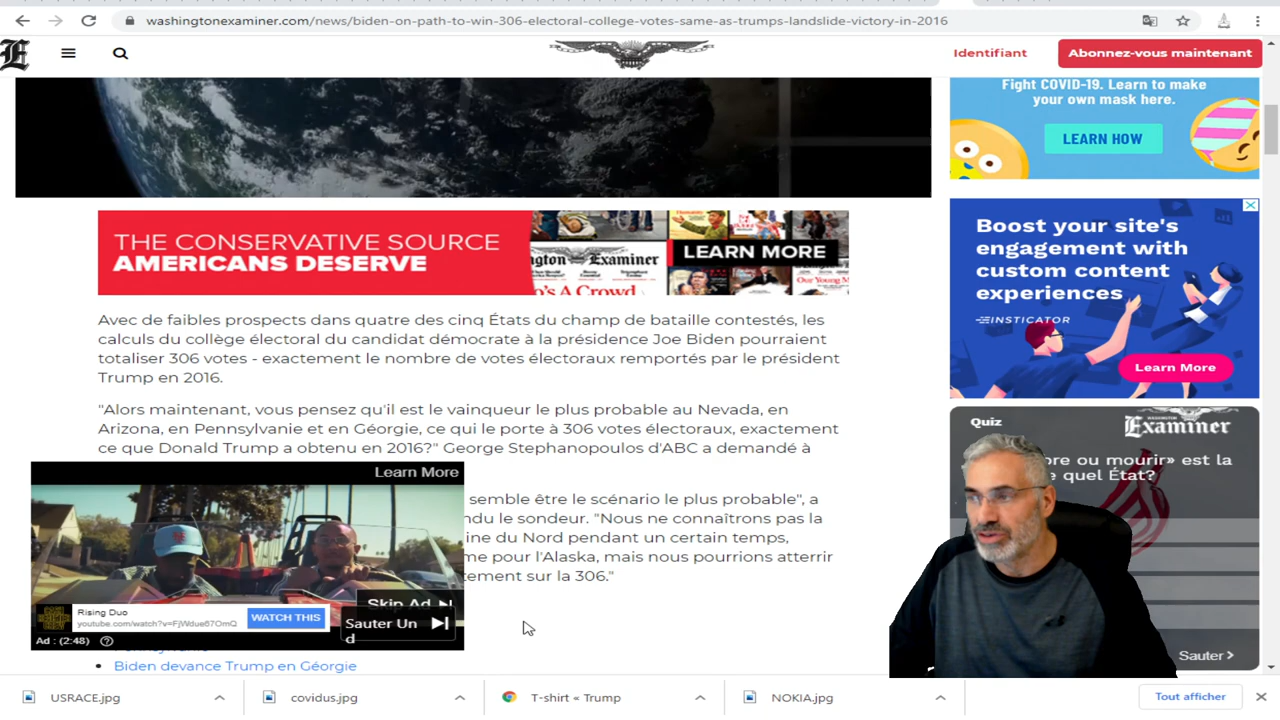 washingtonexaminer.com/news/biden-on-path-to-win-306-electoral-college-votes-same-as-trumps-landslide-victory-in-2016
E
Identifiant
Abonnez-vous maintenant
Fight COVID-19. Learn to make
your own mask here.
LEARN HOW
THE CONSERVATIVE SOURCE
AMERICANS DESERVE
ngton Examiner
o's A Crowd
LEARN MORE
Boost your site's
engagement with
custom content
experiences
INSTICATOR
Learn More
Avec de faibles prospects dans quatre des cinq États du champ de bataille contestés, les
calculs du collège électoral du candidat démocrate à la présidence Joe Biden pourraient
totaliser 306 votes - exactement le nombre de votes électoraux remportés par le président
Trump en 2016.
"Alors maintenant, vous pensez qu'il est le vainqueur le plus probable au Nevada, en
Arizona, en Pennsylvanie et en Géorgie, ce qui le porte à 306 votes électoraux, exactement
ce que Donald Trump a obtenu en 2016?" George Stephanopoulos d'ABC a demandé à
semble être le scénario le plus probable", a
ndu le sondeur. "Nous ne connaîtrons pas la
ine du Nord pendant un certain temps,
me pour l'Alaska, mais nous pourrions atterrir
tement sur la 306."
Learn More
Skip Ad
Sauter Un
d
Rising Duo
youtube.com/watch?v=FjWdue67OmQ
WATCH THIS
Ad : (2:48)
Biden devance Trump en Géorgie
Quiz
WASHINGTON
Examiner
ore ou mourir» est la
e quel État?
Sauter >
USRACE.jpg
covidus.jpg
T-shirt « Trump
NOKIA.jpg
Tout afficher